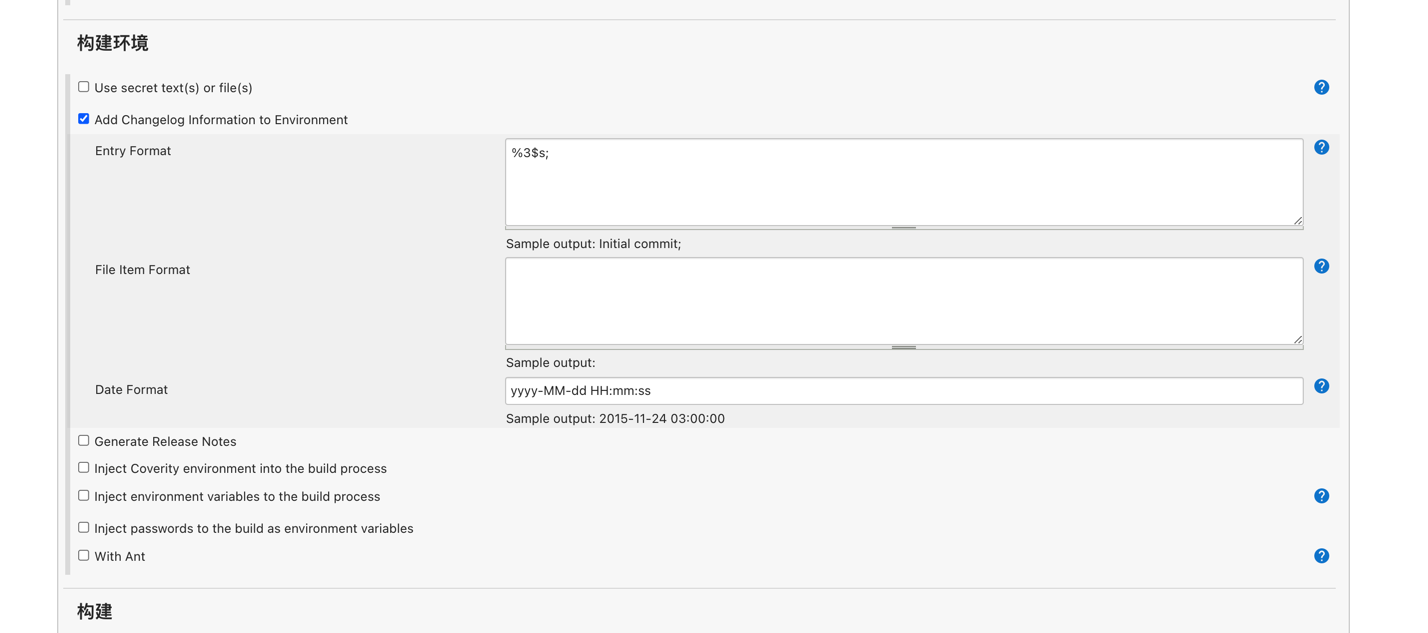 构建环境
Use secret text(s) or file(s)
?
Add Changelog Information to Environment
Entry Format
%3$s;
?
Sample output: Initial commit;
File Item Format
?
Sample output:
Date Format
yyyy-MM-dd HH:mm:ss
?
Sample output: 2015-11-24 03:00:00
Generate Release Notes
Inject Coverity environment into the build process
Inject environment variables to the build process
?
Inject passwords to the build as environment variables
With Ant
?
构建